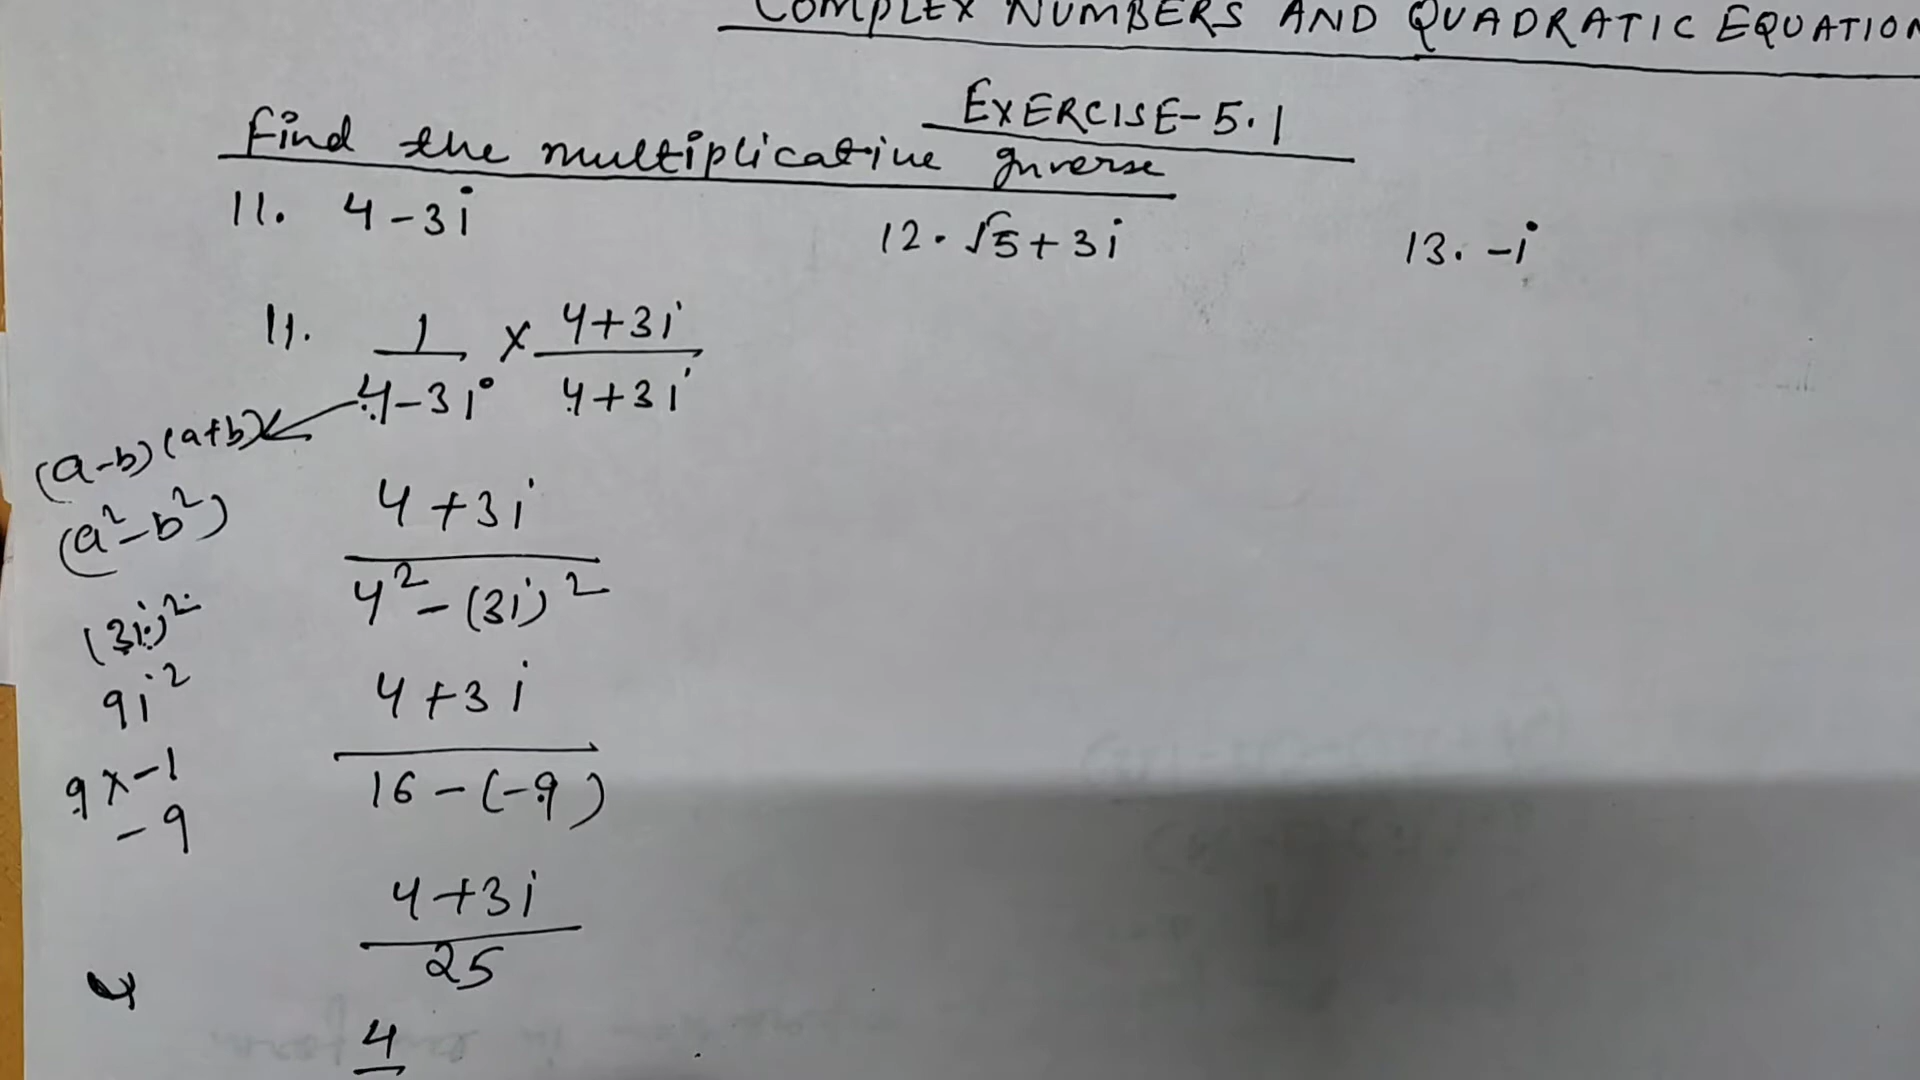 COMPLEX NUMBERS AND QUADRATIC EQUATION
EXERCISE-5.1
Find the multiplicative Inverse
11. 4-3i
12. √5+3i
13. -i
11. 1/4-3i × 4+3i/4+3i
(a-b)(a+b)
(a²-b²)
(3i)²
9i²
9×-1
-9
4+3i
4²-(3i)²
4+3i
16-(-9)
4+3i
25
4
4